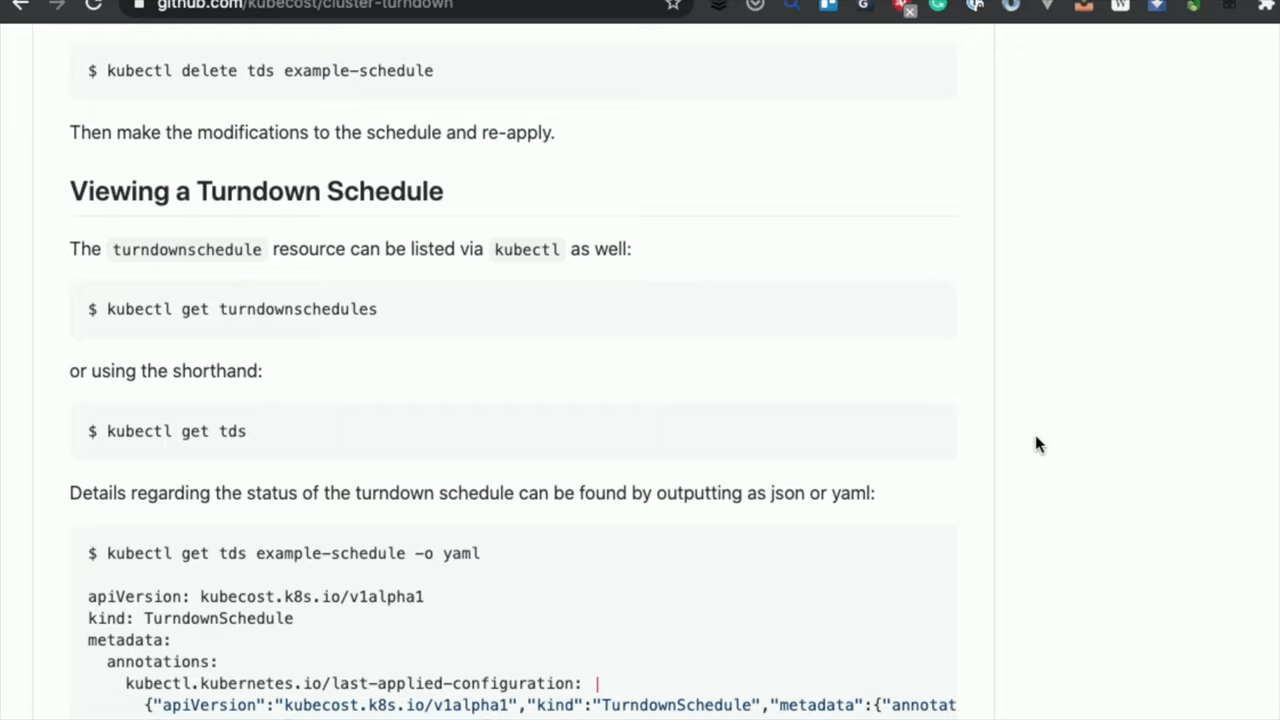 github.com/kubecost/cluster-turndown
$ kubectl delete tds example-schedule
Then make the modifications to the schedule and re-apply.
Viewing a Turndown Schedule
The turndownschedule resource can be listed via kubectl as well:
$ kubectl get turndownschedules
or using the shorthand:
$ kubectl get tds
Details regarding the status of the turndown schedule can be found by outputting as json or yaml:
$ kubectl get tds example-schedule -o yaml
apiVersion: kubecost.k8s.io/v1alpha1
kind: TurndownSchedule
metadata:
annotations:
kubectl.kubernetes.io/last-applied-configuration: |
{"apiVersion":"kubecost.k8s.io/v1alpha1","kind":"TurndownSchedule","metadata":{"annotat